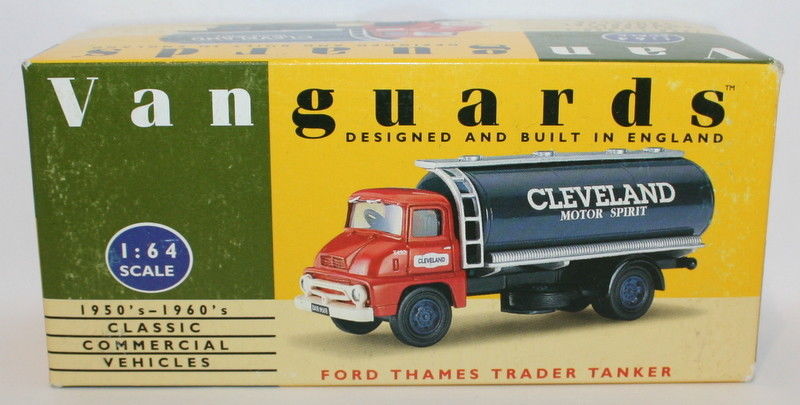 Vanguards™
DESIGNED AND BUILT IN ENGLAND
CLEVELAND
MOTOR SPIRIT
CLEVELAND
1:64
SCALE
1950's-1960's
CLASSIC
COMMERCIAL
VEHICLES
FORD THAMES TRADER TANKER